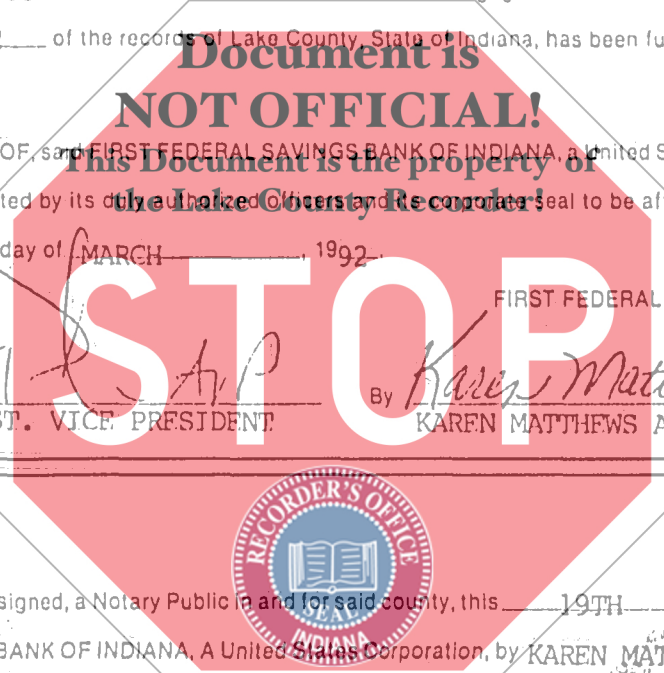 of the records of Lake County, State of Indiana, has been fu
Document is
NOT OFFICIAL!
OF, said FIRST FEDERAL SAVINGS BANK OF INDIANA, a United S
This Document is the property of
ted by its duly authorized officers and its corporate seal to be af
the Lake County Recorder!
day of MARCH, 1992.
STOP
FIRST FEDERAL
AVP
By Karen Matt
ST. VICE PRESIDENT
KAREN MATTHEWS A
RECORDER'S OFFICE
SEAL
INDIANA
signed, a Notary Public in and for said county, this 19TH
BANK OF INDIANA, A United States Corporation, by KAREN MAT